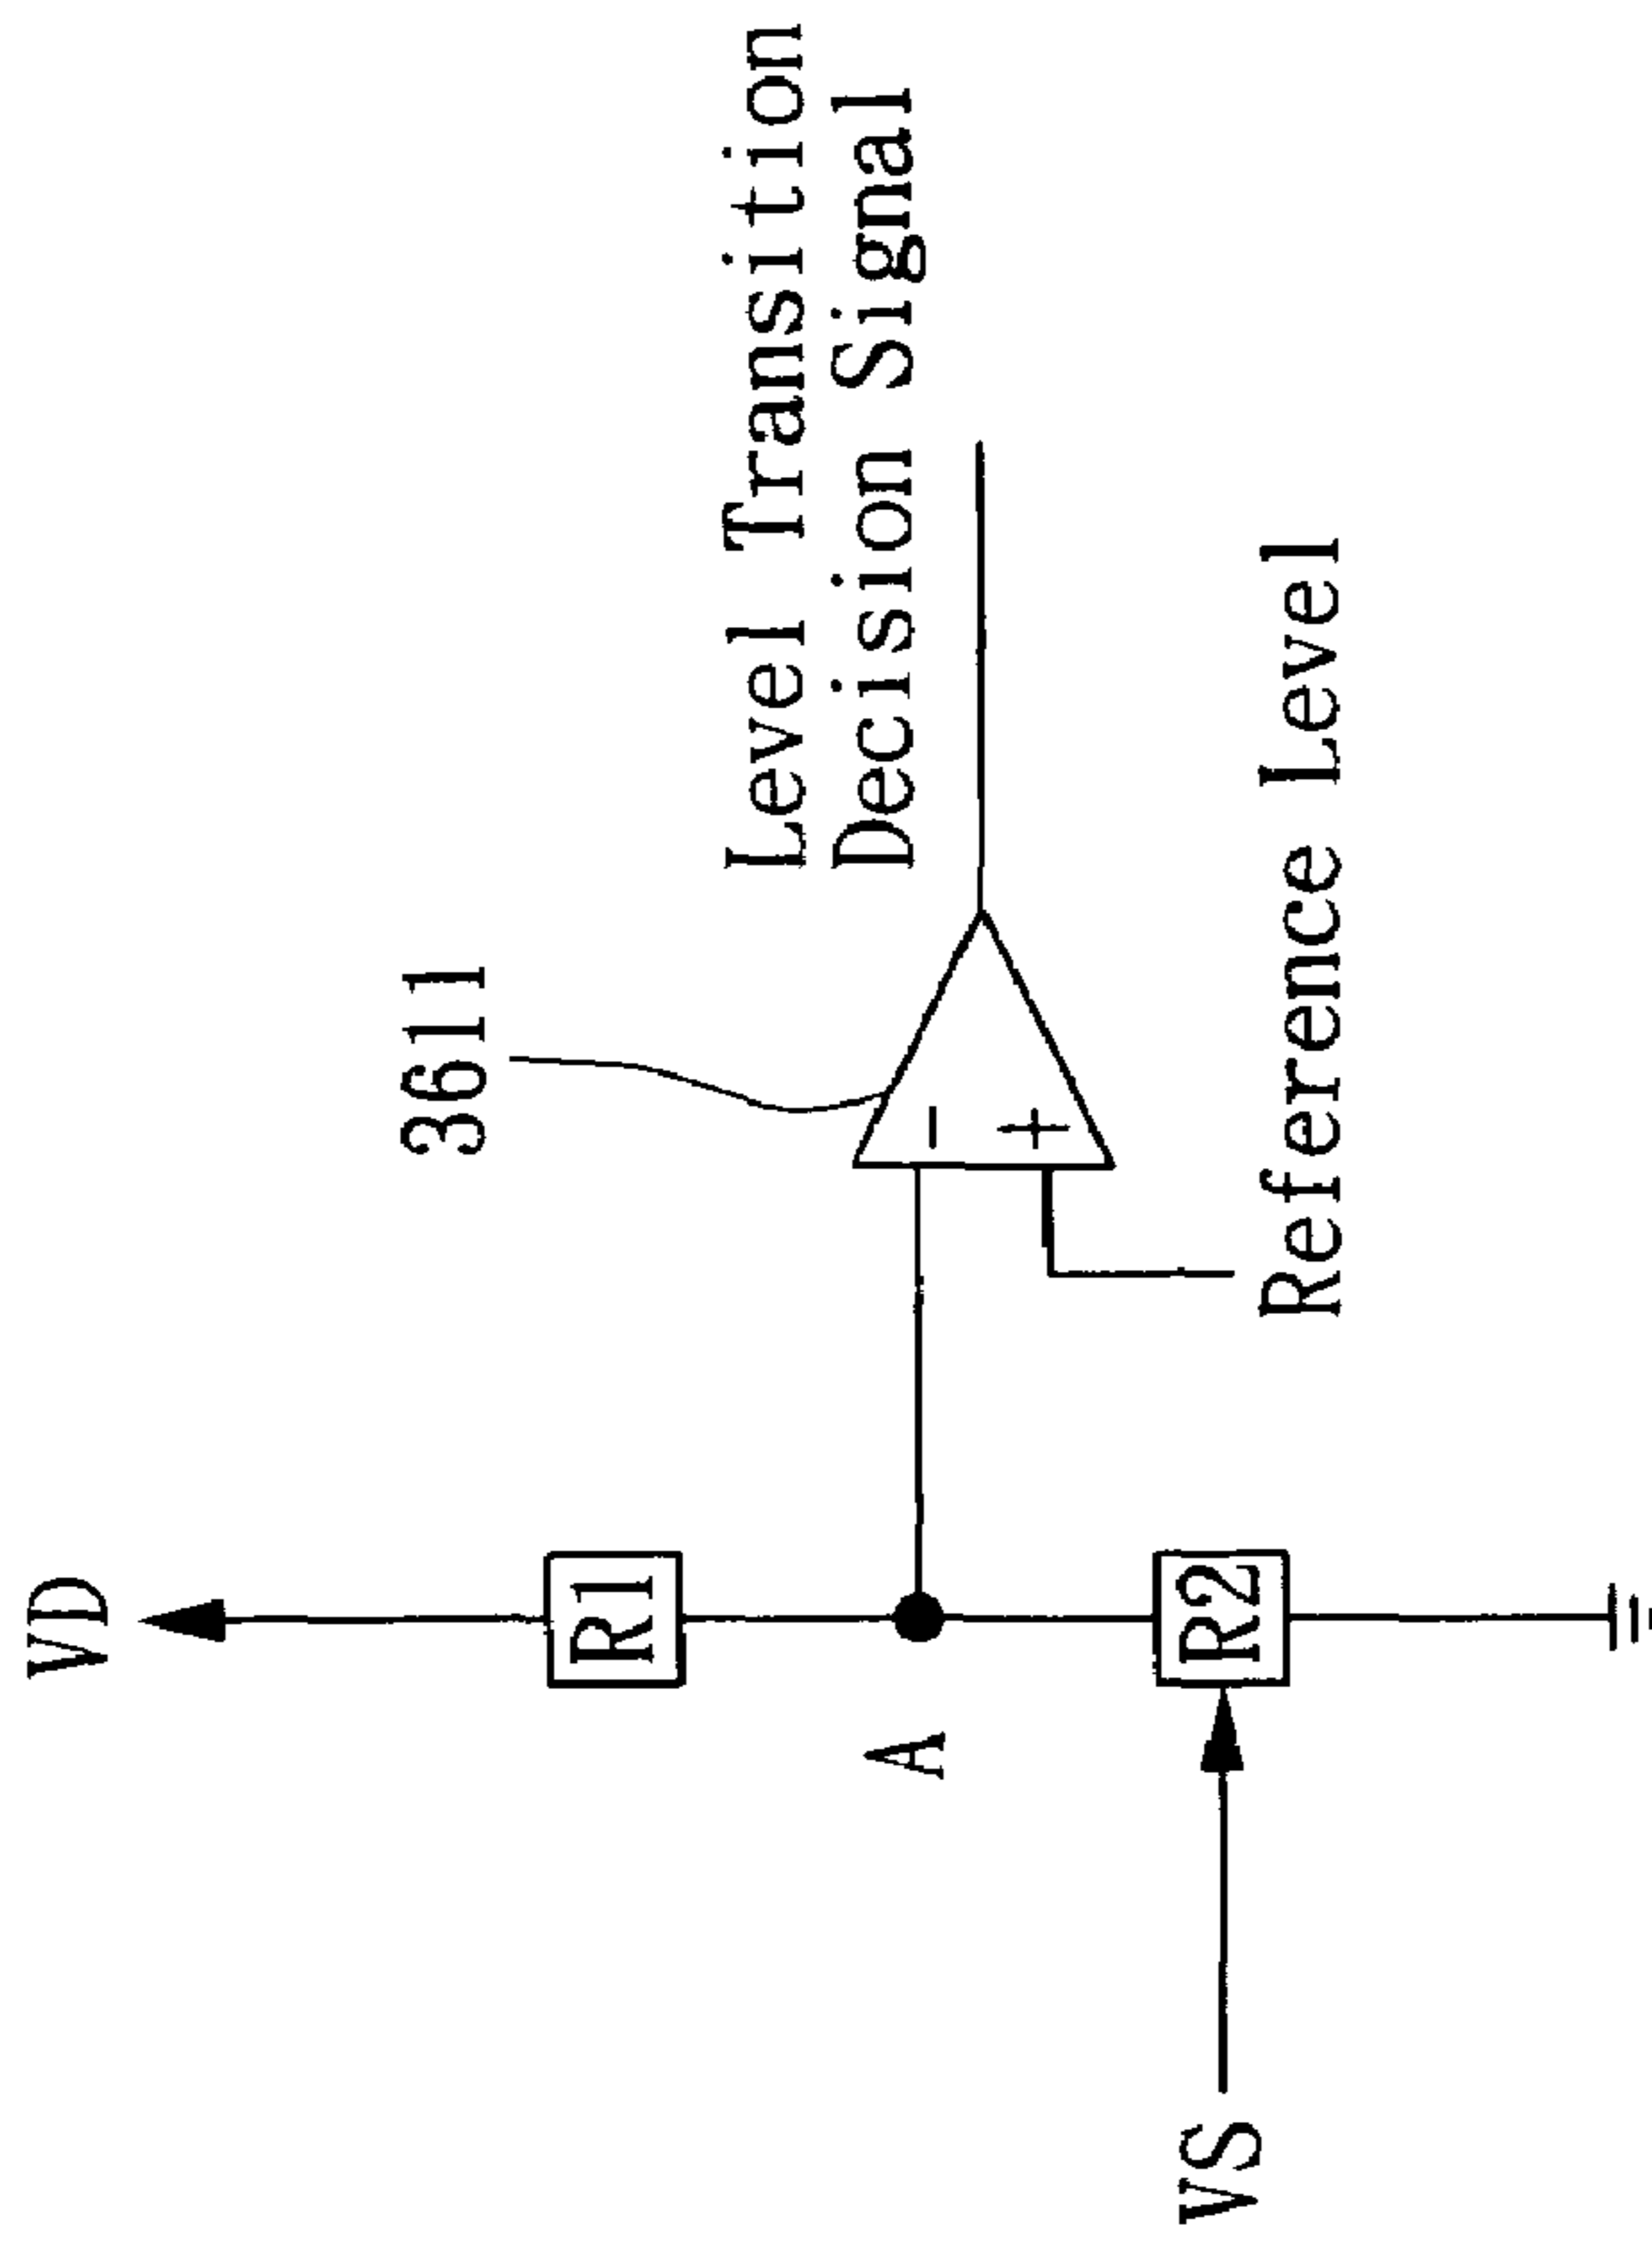 VD
3611
R1
Level Transition
Decision Signal
A
-
+
VS
R2
Reference Level